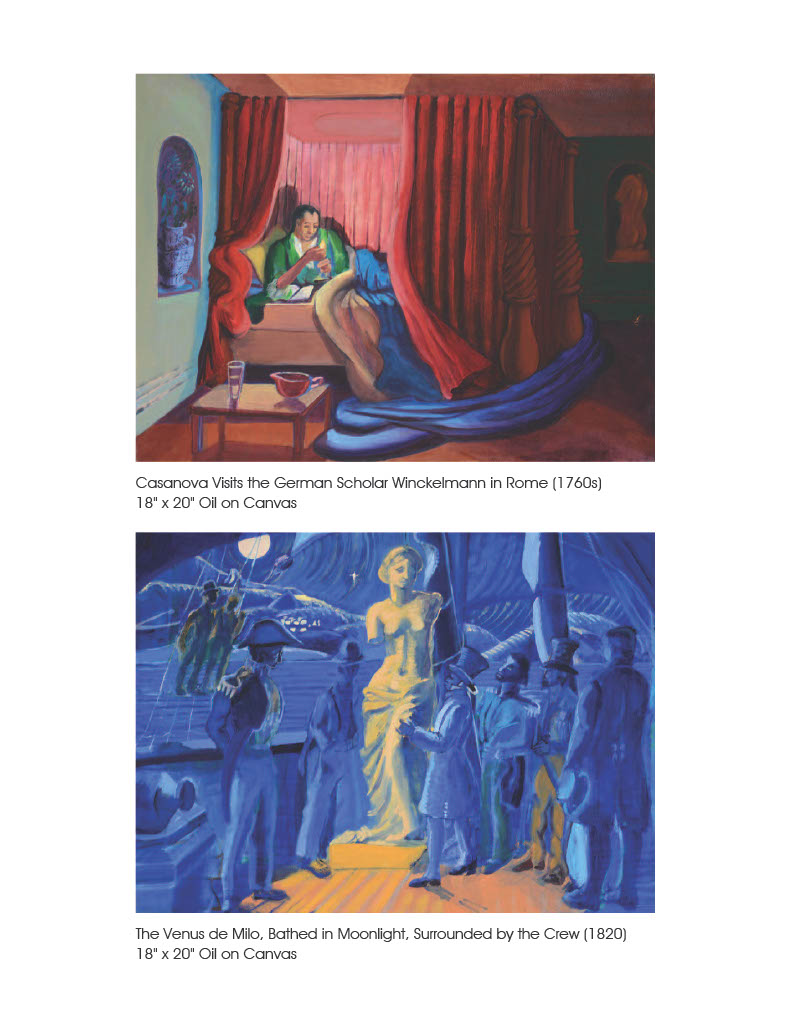 Casanova Visits the German Scholar Winckelmann in Rome (1760s)
18" x 20" Oil on Canvas
The Venus de Milo, Bathed in Moonlight, Surrounded by the Crew (1820)
18" x 20" Oil on Canvas